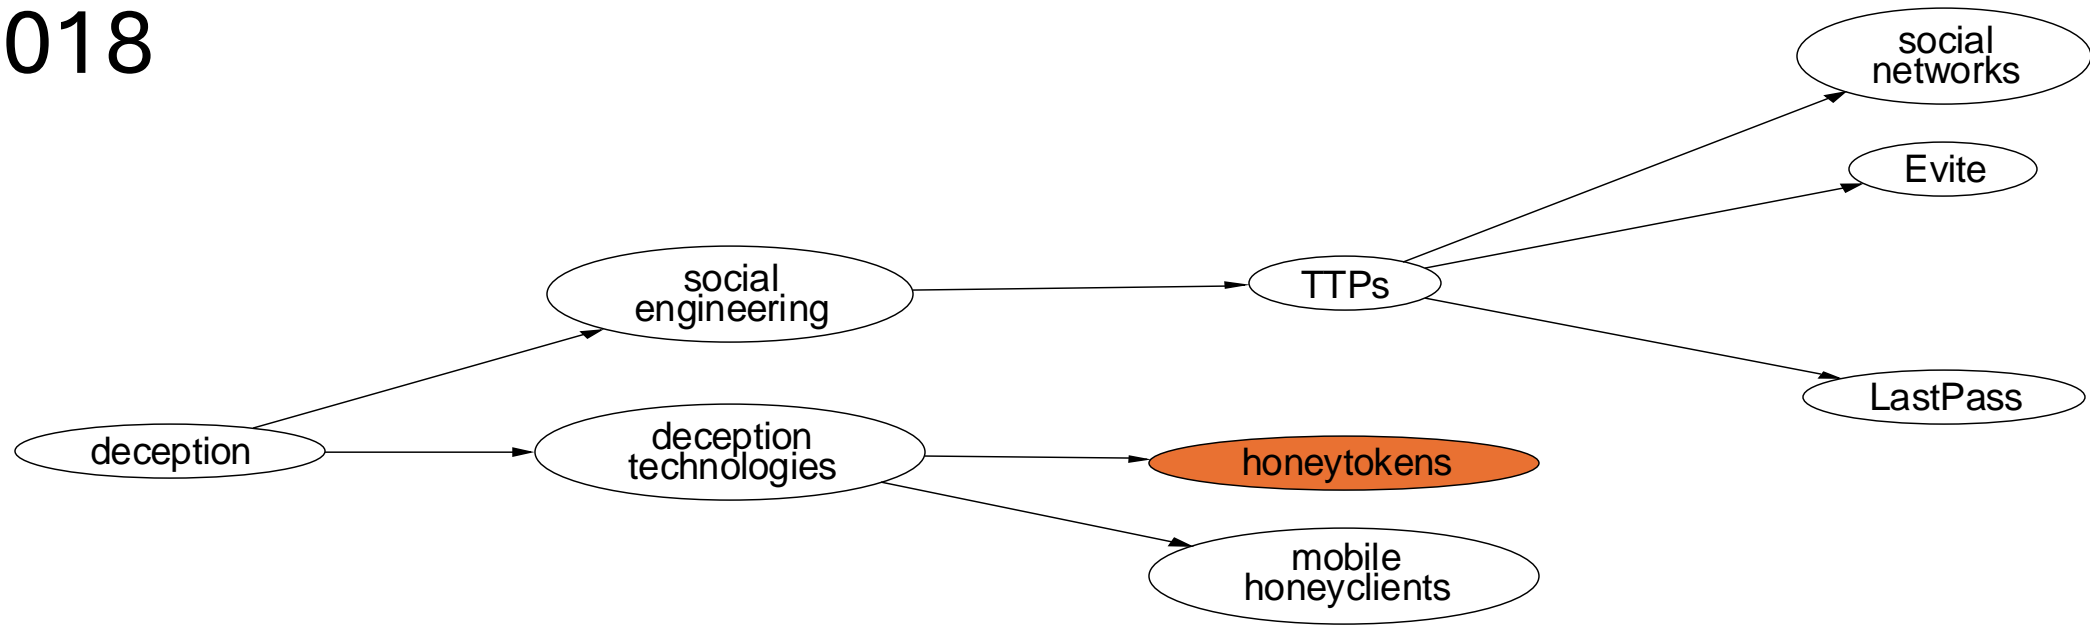 018
social
networks
Evite
social
engineering
TTPs
LastPass
deception
deception
technologies
honeytokens
mobile
honeyclients